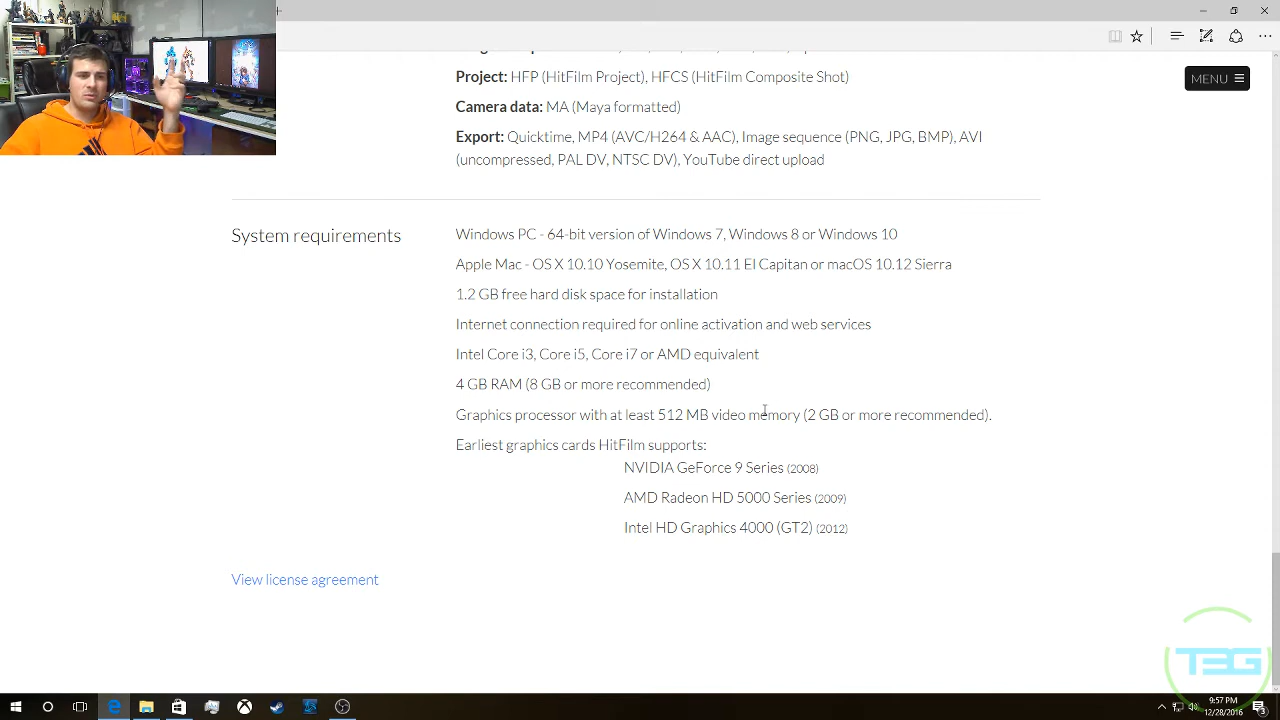 MENU
Project: HFP (HitFilm Project), HFCS (HitFilm Composite Shot)
Camera data: MA (Maya formatted)
Export: Quicktime, MP4 (AVC/H264 & AAC), Image sequence (PNG, JPG, BMP), AVI
(uncompressed, PAL DV, NTSC DV), YouTube direct upload
System requirements
Windows PC - 64-bit version of Windows 7, Windows 8 or Windows 10
Apple Mac - OS X 10.10 Yosemite, OS X 10.11 El Capitan or macOS 10.12 Sierra
1.2 GB free hard disk space for installation
Internet connection required for online activation and web services
Intel Core i3, Core i5, Core i7 or AMD equivalent
4 GB RAM (8 GB or more recommended)
Graphics processor with at least 512 MB video memory (2 GB or more recommended).
Earliest graphics cards HitFilm supports:
NVIDIA GeForce 9 Series (2008)
AMD Radeon HD 5000 Series (2009)
Intel HD Graphics 4000 (GT2) (2012)
View license agreement
TBG
9:57 PM
12/28/2016